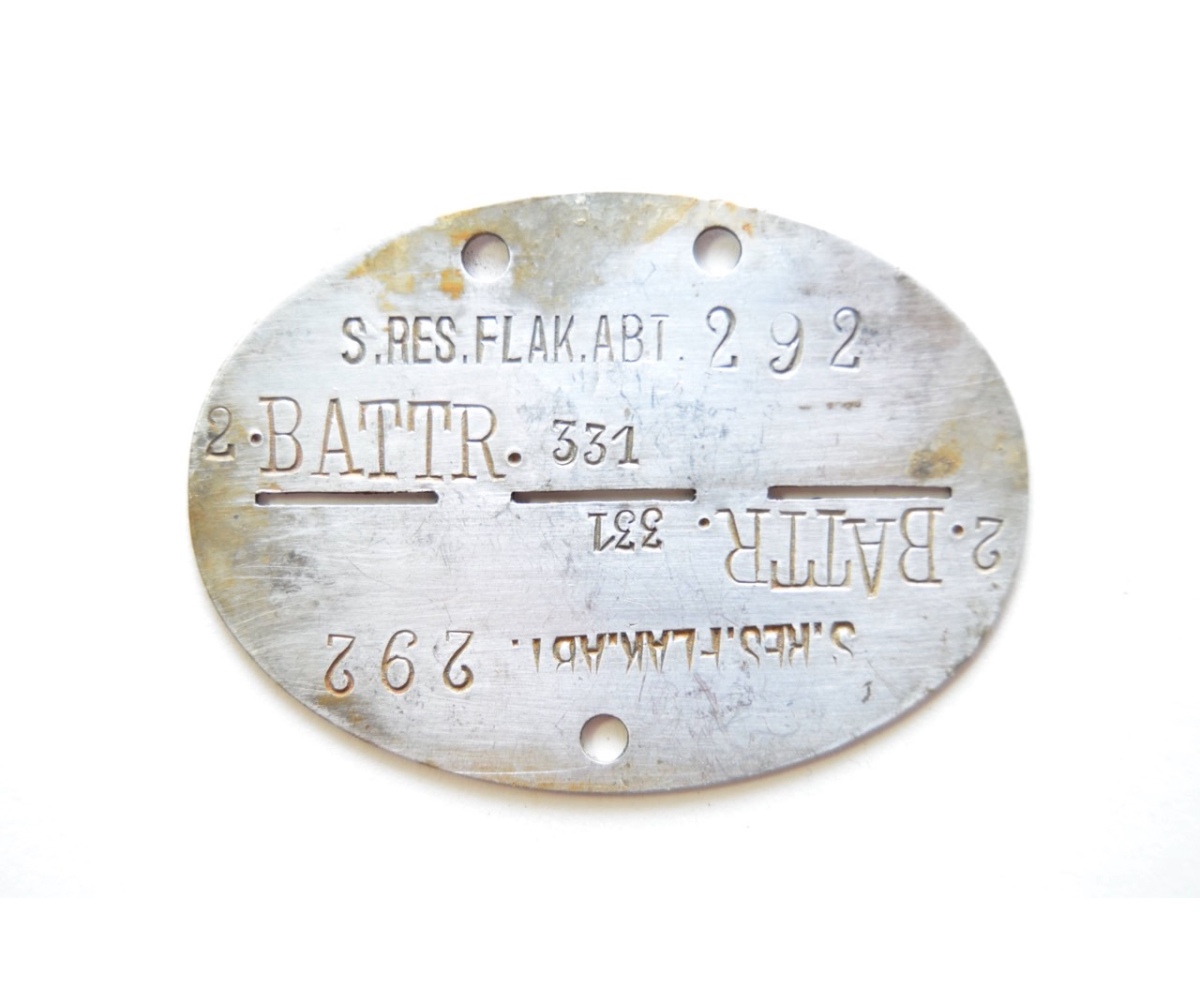 S.RES.FLAK.ABT. 292
2.BATTR. 331
2.BATTR. 331
S.RES.FLAK.ABT. 292